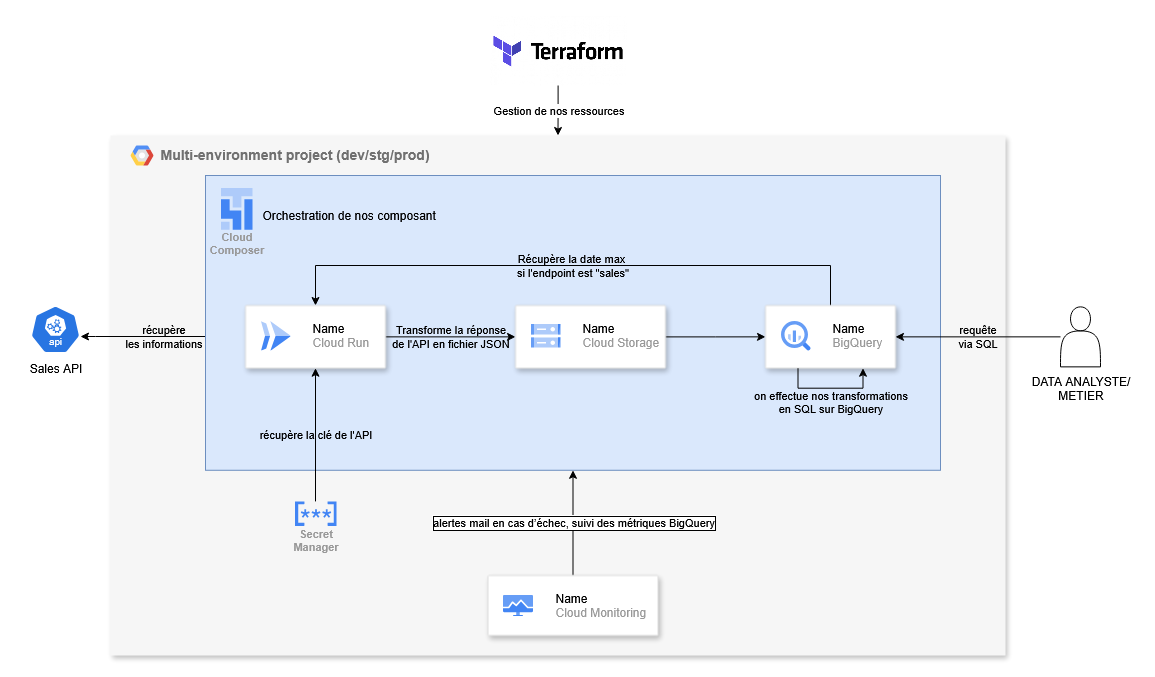 Terraform
Gestion de nos ressources
Multi-environment project (dev/stg/prod)
Cloud
Composer
Orchestration de nos composant
Récupère la date max
si l'endpoint est "sales"
api
Sales API
récupère
les informations
Name
Cloud Run
Transforme la réponse
de l'API en fichier JSON
Name
Cloud Storage
Name
BigQuery
requête
via SQL
DATA ANALYSTE/
METIER
on effectue nos transformations
en SQL sur BigQuery
récupère la clé de l'API
***
Secret
Manager
alertes mail en cas d'échec, suivi des métriques BigQuery
Name
Cloud Monitoring